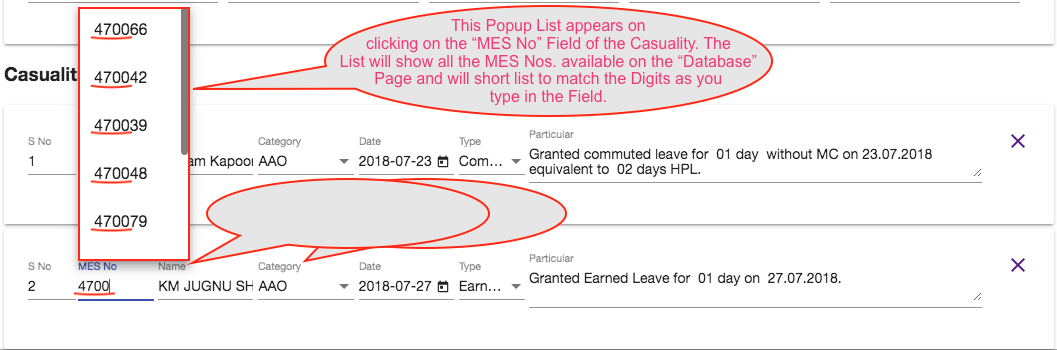 470066
470042
470039
470048
470079
This Popup List appears on
clicking on the “MES No” Field of the Casuality. The
List will show all the MES Nos. available on the “Database”
Page and will short list to match the Digits as you
type in the Field.
Casualit
S No Category Date Type Particular
1 am Kapoor AAO 2018-07-23 Com... Granted commuted leave for 01 day without MC on 23.07.2018
equivalent to 02 days HPL.
S No MES No Name Category Date Type Particular
2 4700 KM JUGNU SH AAO 2018-07-27 Earn... Granted Earned Leave for 01 day on 27.07.2018.